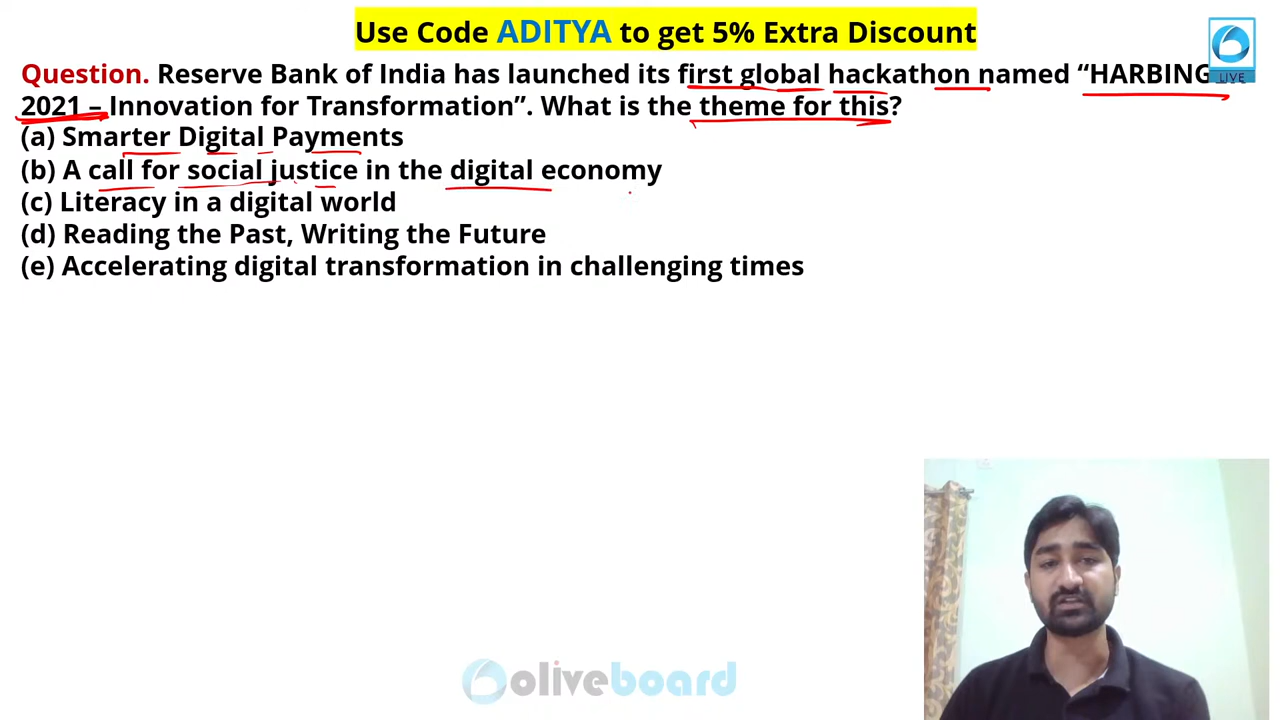 Use Code ADITYA to get 5% Extra Discount
Question. Reserve Bank of India has launched its first global hackathon named “HARBING
LIVE
2021 – Innovation for Transformation”. What is the theme for this?
(a) Smarter Digital Payments
(b) A call for social justice in the digital economy
(c) Literacy in a digital world
(d) Reading the Past, Writing the Future
(e) Accelerating digital transformation in challenging times
oliveboard